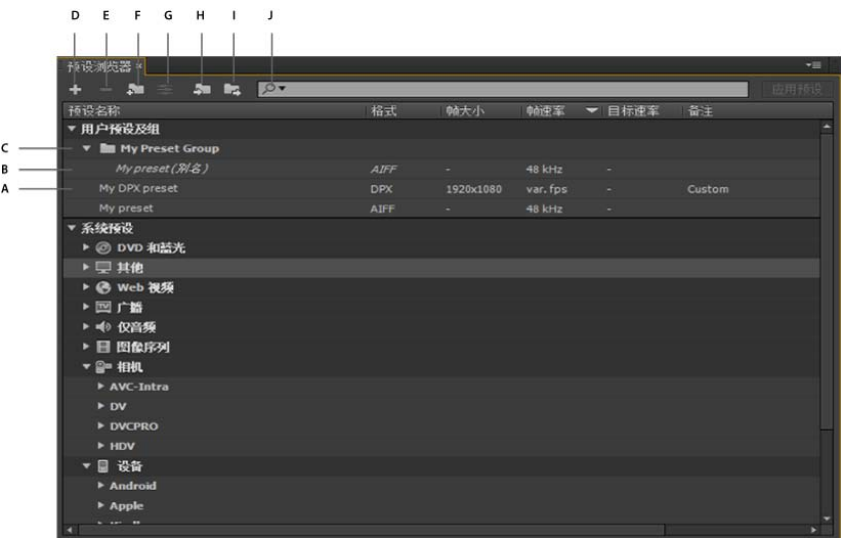 D E F G H I J
预设浏览器 ×
应用预设
预设名称 格式 帧大小 帧速率 目标速率 备注
用户预设及组
C My Preset Group
B My preset(别名) AIFF - 48 kHz -
A My DPX preset DPX 1920x1080 var. fps - Custom
My preset AIFF - 48 kHz -
系统预设
DVD 和蓝光
其他
Web 视频
广播
仅音频
图像序列
相机
AVC-Intra
DV
DVCPRO
HDV
设备
Android
Apple